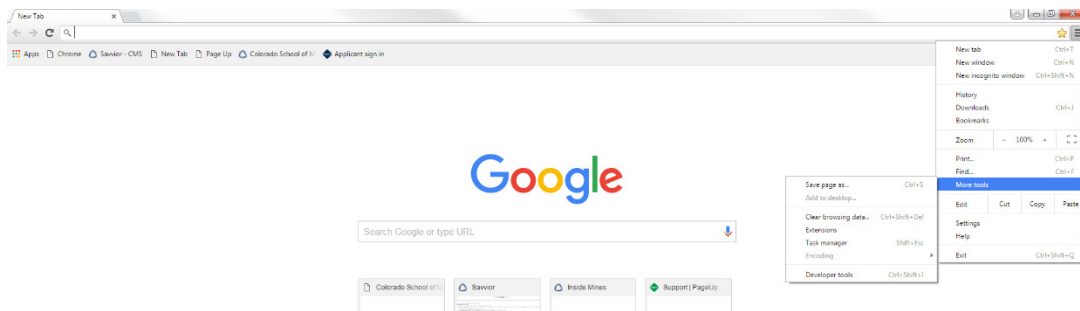 New Tab
Apps Chrome Savvior - CMS New Tab Page Up Colorado School of M Applicant sign in
New tab Ctrl+T
New window Ctrl+N
New incognito window Ctrl+Shift+N
History
Downloads Ctrl+J
Bookmarks
Zoom - 100% +
Print... Ctrl+P
Find... Ctrl+F
More tools
Edit Cut Copy Paste
Settings
Help
Exit Ctrl+Shift+Q
Save page as... Ctrl+S
Add to desktop...
Clear browsing data... Ctrl+Shift+Del
Extensions
Task manager Shift+Esc
Encoding
Developer tools Ctrl+Shift+I
Google
Search Google or type URL
Colorado School of M Savvior Inside Mines Support | PageUp